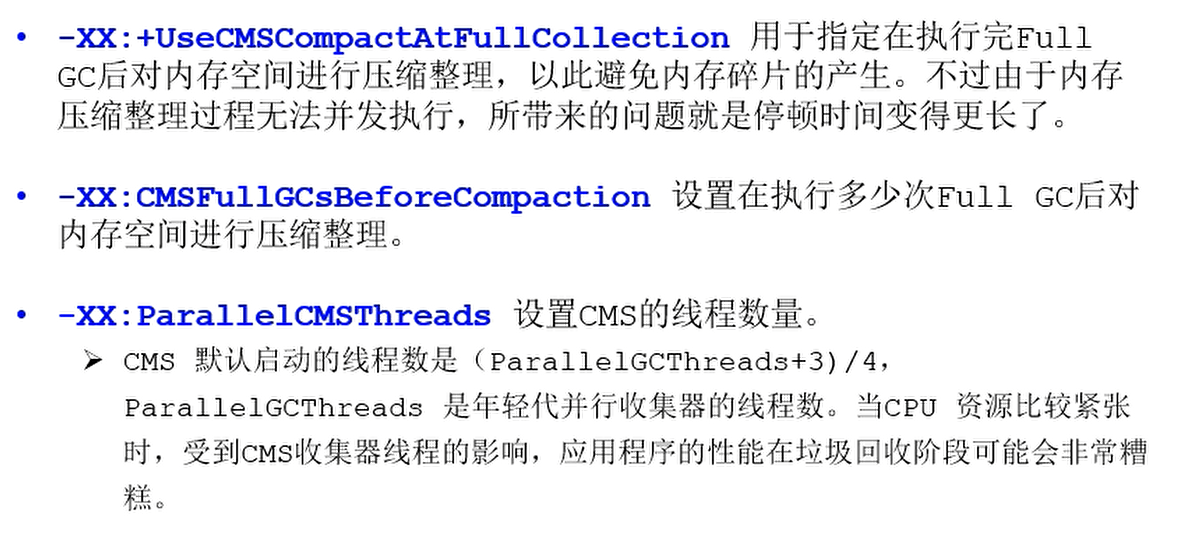 • -XX:+UseCMSCompactAtFullCollection 用于指定在执行完Full
GC后对内存空间进行压缩整理，以此避免内存碎片的产生。不过由于内存
压缩整理过程无法并发执行，所带来的问题就是停顿时间变得更长了。
• -XX:CMSFullGCsBeforeCompaction 设置在执行多少次Full GC后对
内存空间进行压缩整理。
• -XX:ParallelCMSThreads 设置CMS的线程数量。
➢ CMS 默认启动的线程数是（ParallelGCThreads+3)/4，
ParallelGCThreads 是年轻代并行收集器的线程数。当CPU 资源比较紧张
时，受到CMS收集器线程的影响，应用程序的性能在垃圾回收阶段可能会非常糟
糕。